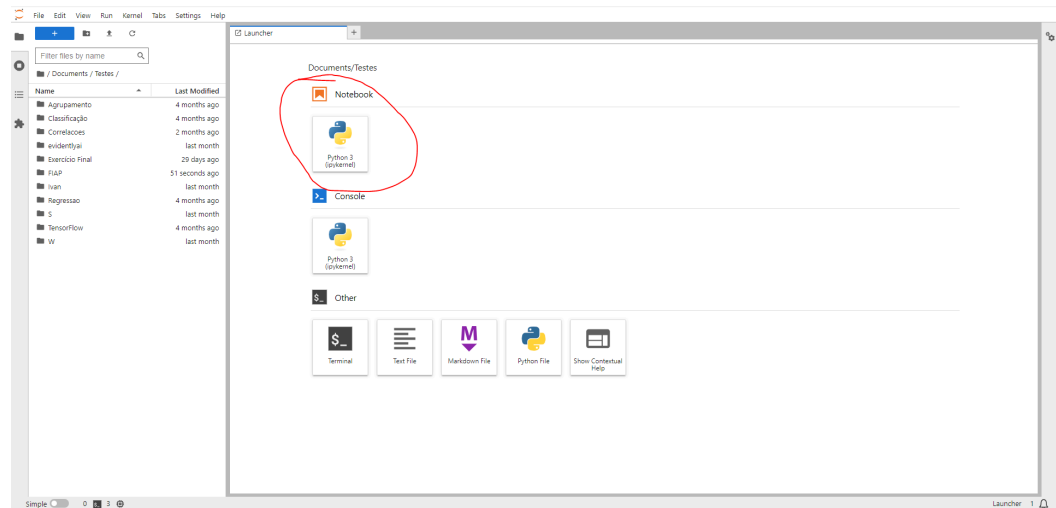 File Edit View Run Kernel Tabs Settings Help
+
Filter files by name
/ Documents / Testes /
Name Last Modified
Agrupamento 4 months ago
Classificação 4 months ago
Correlacoes 2 months ago
evidentlyai last month
Exercício Final 29 days ago
FIAP 51 seconds ago
Ivan last month
Regressao 4 months ago
S last month
TensorFlow 4 months ago
W last month
Launcher +
Documents/Testes
Notebook
Python 3
(ipykernel)
>_ Console
Python 3
(ipykernel)
$_ Other
$_
Terminal
Text File
M
Markdown File
Python File
Show Contextual
Help
Simple 0 $_ 3
Launcher 1